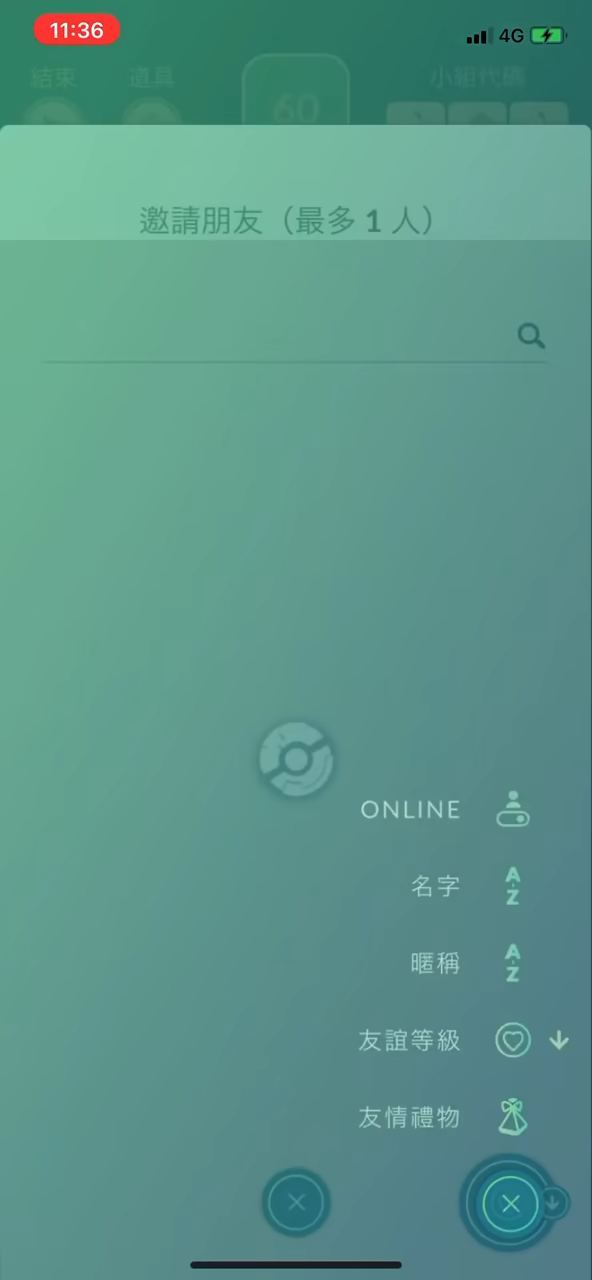 11:36
4G
結束 道具 60 小組代碼
邀請朋友（最多 1 人）
ONLINE
名字 A-Z
暱稱 A-Z
友誼等級
友情禮物